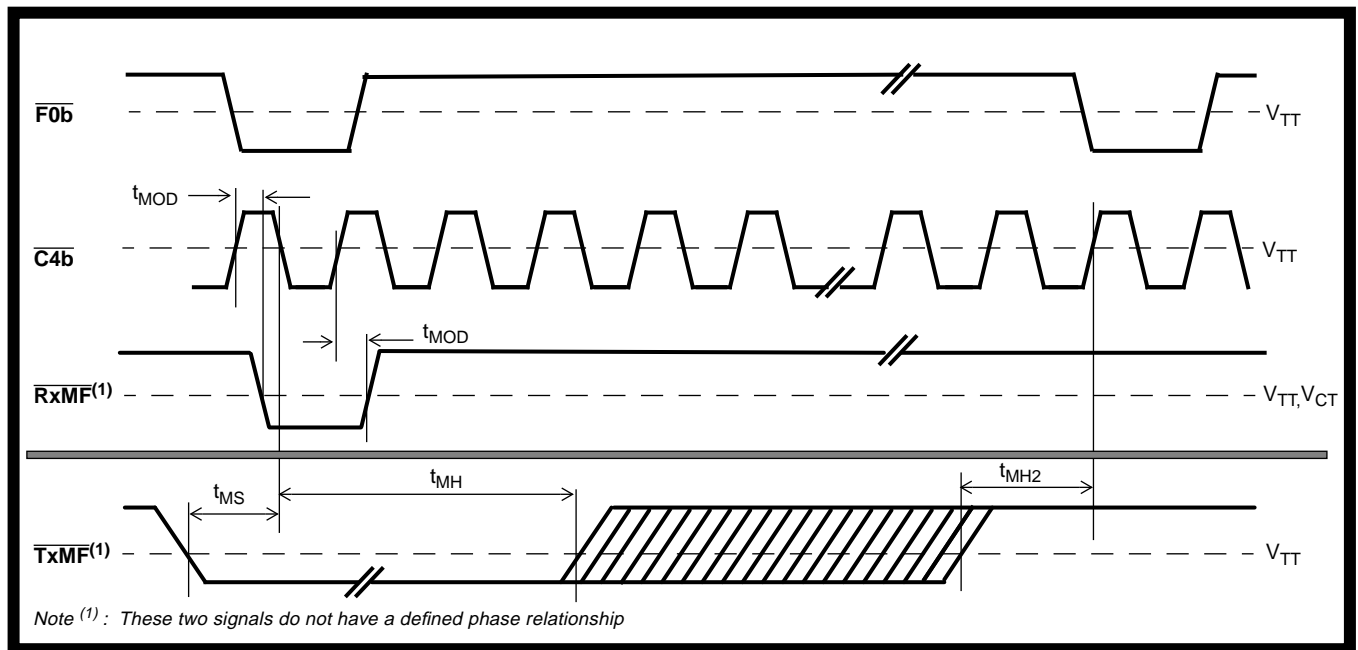 F0b
V_TT
t_MOD
C4b
V_TT
t_MOD
RxMF(1)
V_TT,V_CT
t_MS
t_MH
t_MH2
TxMF(1)
V_TT
Note (1) : These two signals do not have a defined phase relationship